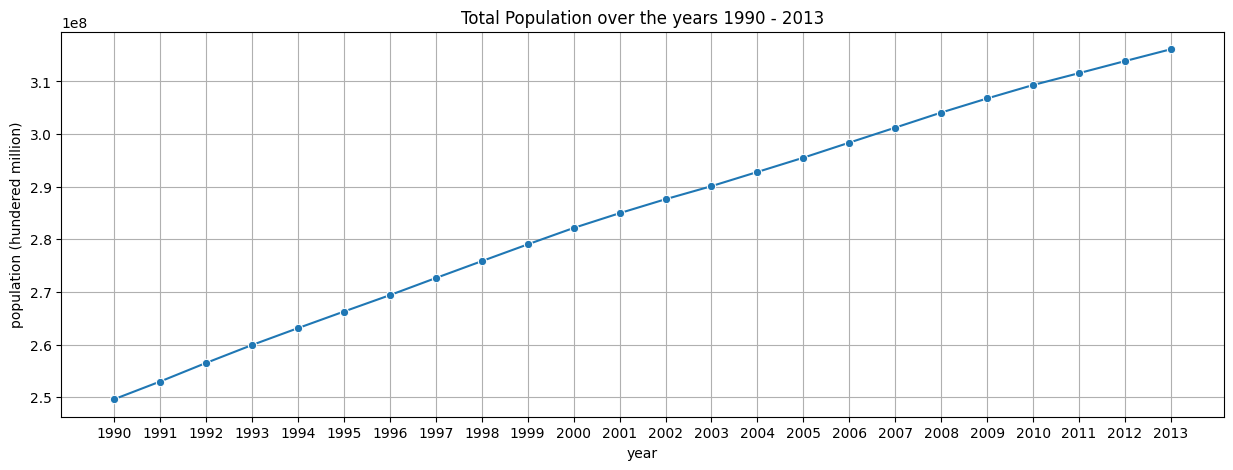 Total Population over the years 1990 - 2013
1e8
population (hundered million)
3.1
3.0
2.9
2.8
2.7
2.6
2.5
1990 1991 1992 1993 1994 1995 1996 1997 1998 1999 2000 2001 2002 2003 2004 2005 2006 2007 2008 2009 2010 2011 2012 2013
year